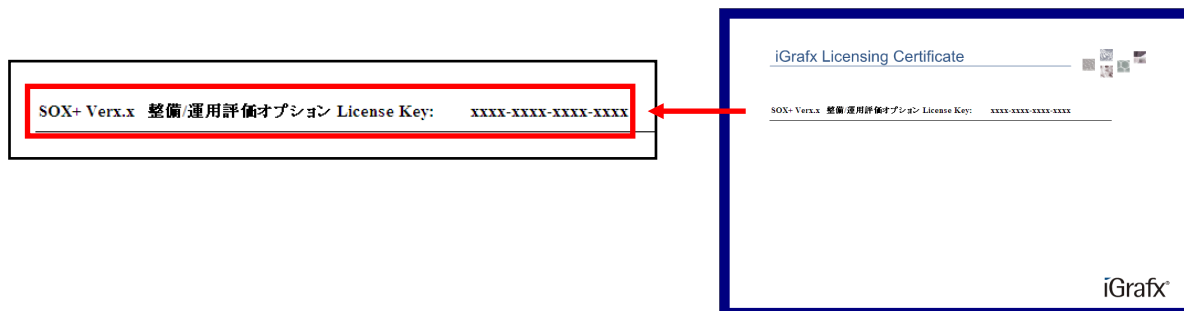 SOX+ Verx.x 整備/運用評価オプション License Key: xxxx-xxxx-xxxx-xxxx
iGrafx Licensing Certificate
SOX+ Verx.x 整備/運用評価オプション License Key: xxxx-xxxx-xxxx-xxxx
iGrafx®